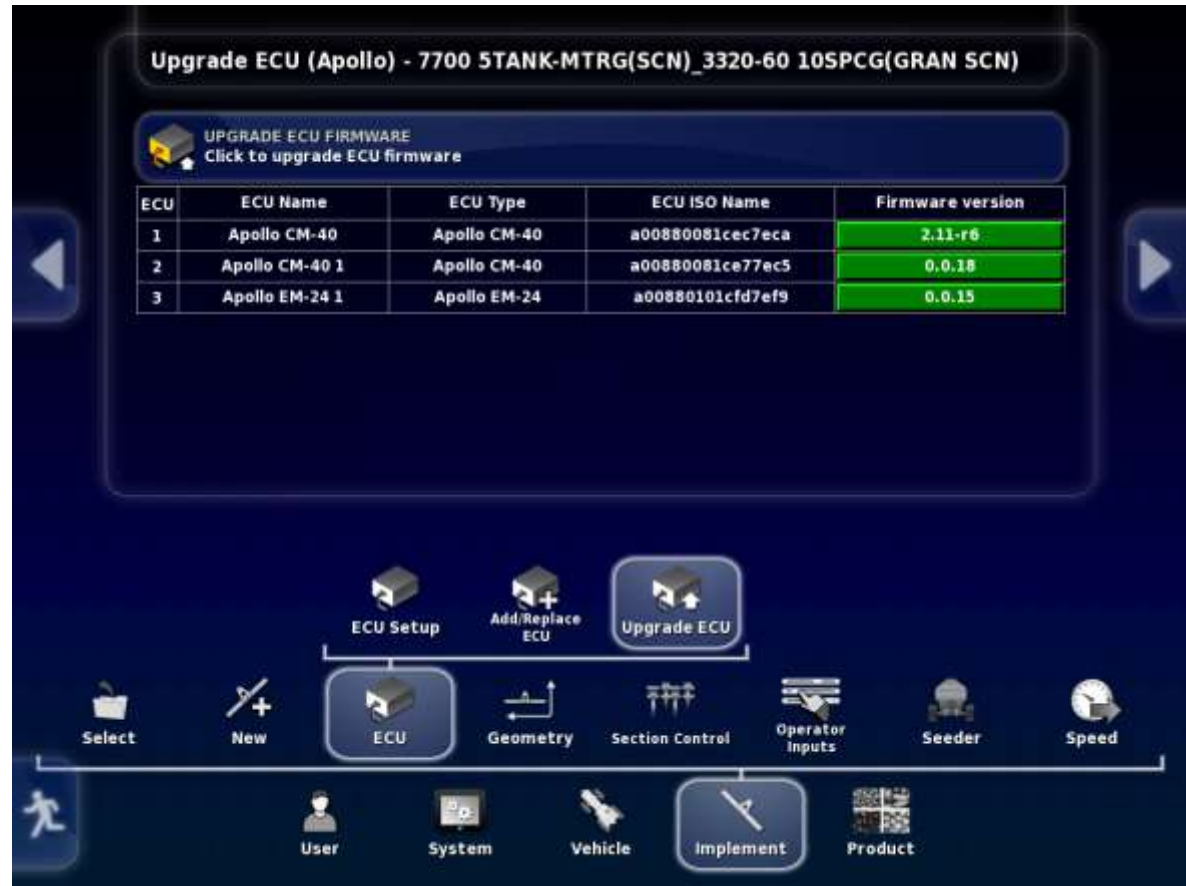 Upgrade ECU (Apollo) - 7700 5TANK-MTRG(SCN)_3320-60 10SPCG(GRAN SCN)
UPGRADE ECU FIRMWARE
Click to upgrade ECU firmware
ECU ECU Name ECU Type ECU ISO Name Firmware version
1 Apollo CM-40 Apollo CM-40 a00880081cec7eca 2.11-r6
2 Apollo CM-40 1 Apollo CM-40 a00880081ce77ec5 0.0.18
3 Apollo EM-24 1 Apollo EM-24 a00880101cfd7ef9 0.0.15
ECU Setup
Add/Replace
ECU
Upgrade ECU
Select
New
ECU
Geometry
Section Control
Operator
Inputs
Seeder
Speed
User
System
Vehicle
Implement
Product